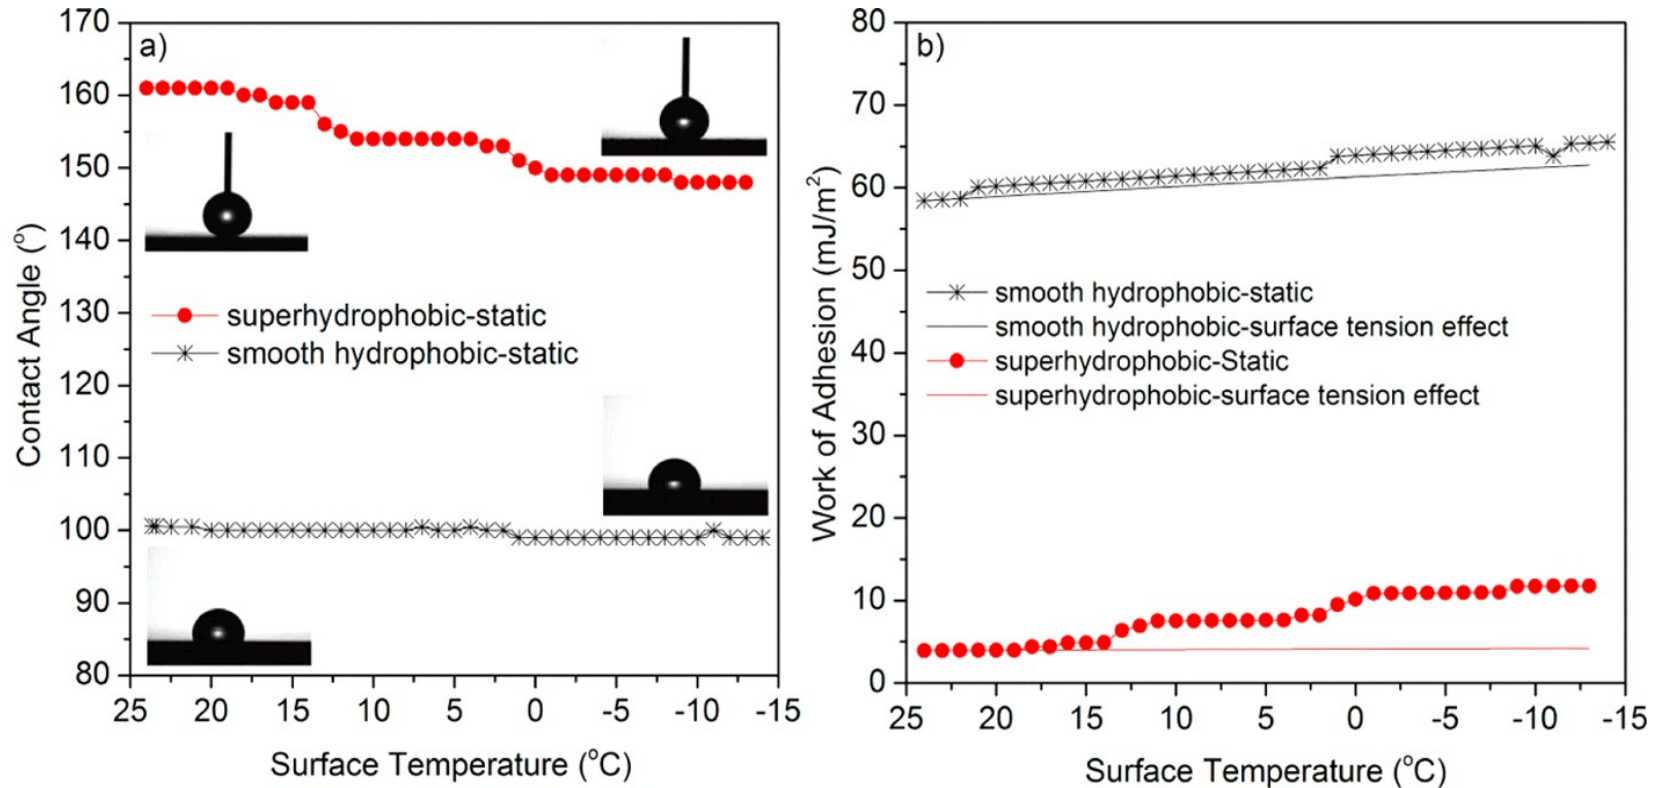 a)
170
160
150
140
130
120
110
100
90
80
Contact Angle (°)
superhydrophobic-static
smooth hydrophobic-static
25 20 15 10 5 0 -5 -10 -15
Surface Temperature (°C)
b)
80
70
60
50
40
30
20
10
0
Work of Adhesion (mJ/m²)
smooth hydrophobic-static
smooth hydrophobic-surface tension effect
superhydrophobic-Static
superhydrophobic-surface tension effect
25 20 15 10 5 0 -5 -10 -15
Surface Temperature (°C)